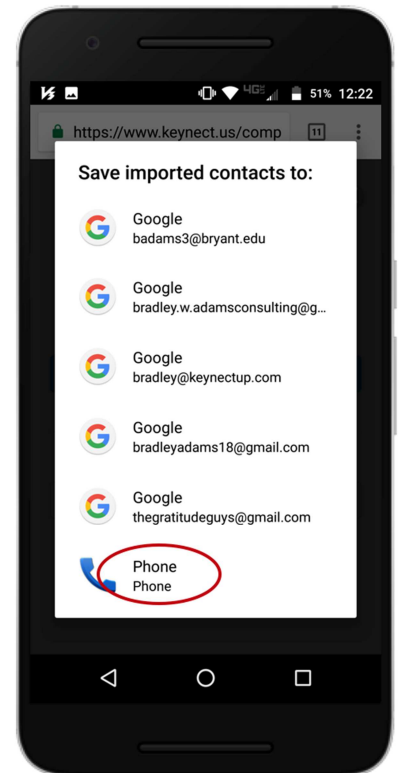 4GE 51% 12:22
https://www.keynect.us/comp 11
Save imported contacts to:
Google
badams3@bryant.edu
Google
bradley.w.adamsconsulting@g...
Google
bradley@keynectup.com
Google
bradleyadams18@gmail.com
Google
thegratitudeguys@gmail.com
Phone
Phone